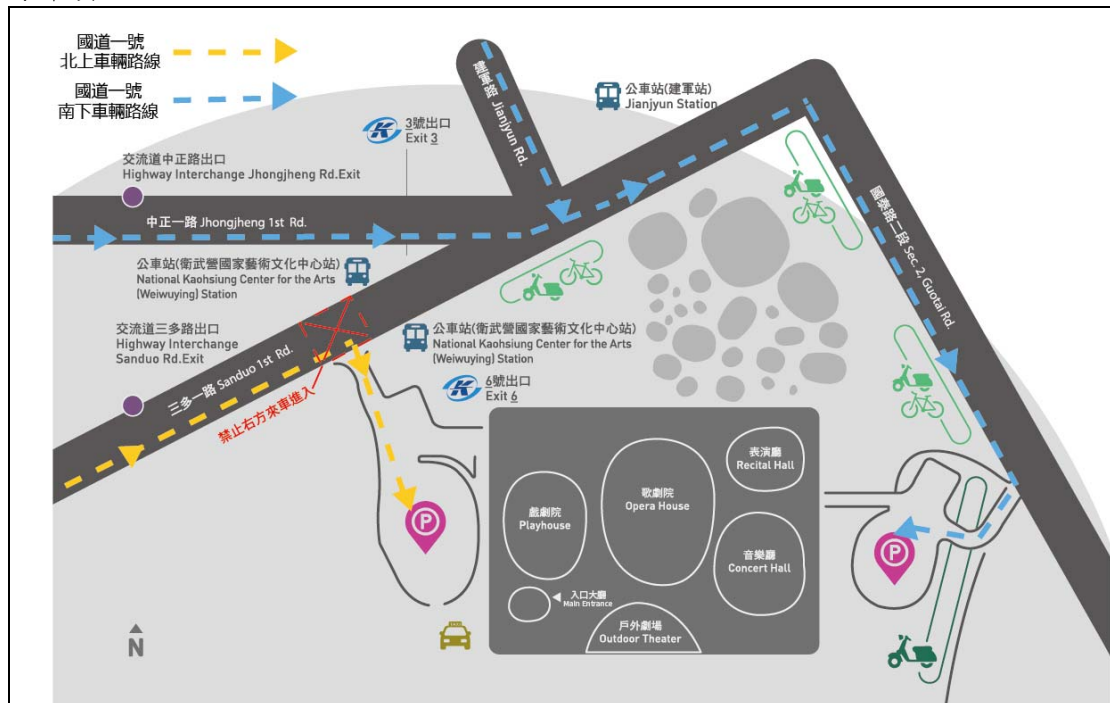 國道一號
北上車輛路線
國道一號
南下車輛路線
建軍路 Jianjyun Rd.
公車站(建軍站)
Jianjyun Station
3號出口
Exit 3
交流道中正路出口
Highway Interchange Jhongjheng Rd.Exit
中正一路 Jhongjheng 1st Rd.
國泰路二段 Sec. 2, Guotai Rd.
公車站(衛武營國家藝術文化中心站)
National Kaohsiung Center for the Arts
(Weiwuying) Station
公車站(衛武營國家藝術文化中心站)
National Kaohsiung Center for the Arts
(Weiwuying) Station
交流道三多路出口
Highway Interchange
Sanduo Rd.Exit
三多一路 Sanduo 1st Rd.
禁止右方來車進入
6號出口
Exit 6
表演廳
Recital Hall
歌劇院
Opera House
戲劇院
Playhouse
音樂廳
Concert Hall
入口大廳
Main Entrance
戶外劇場
Outdoor Theater
P
P
N